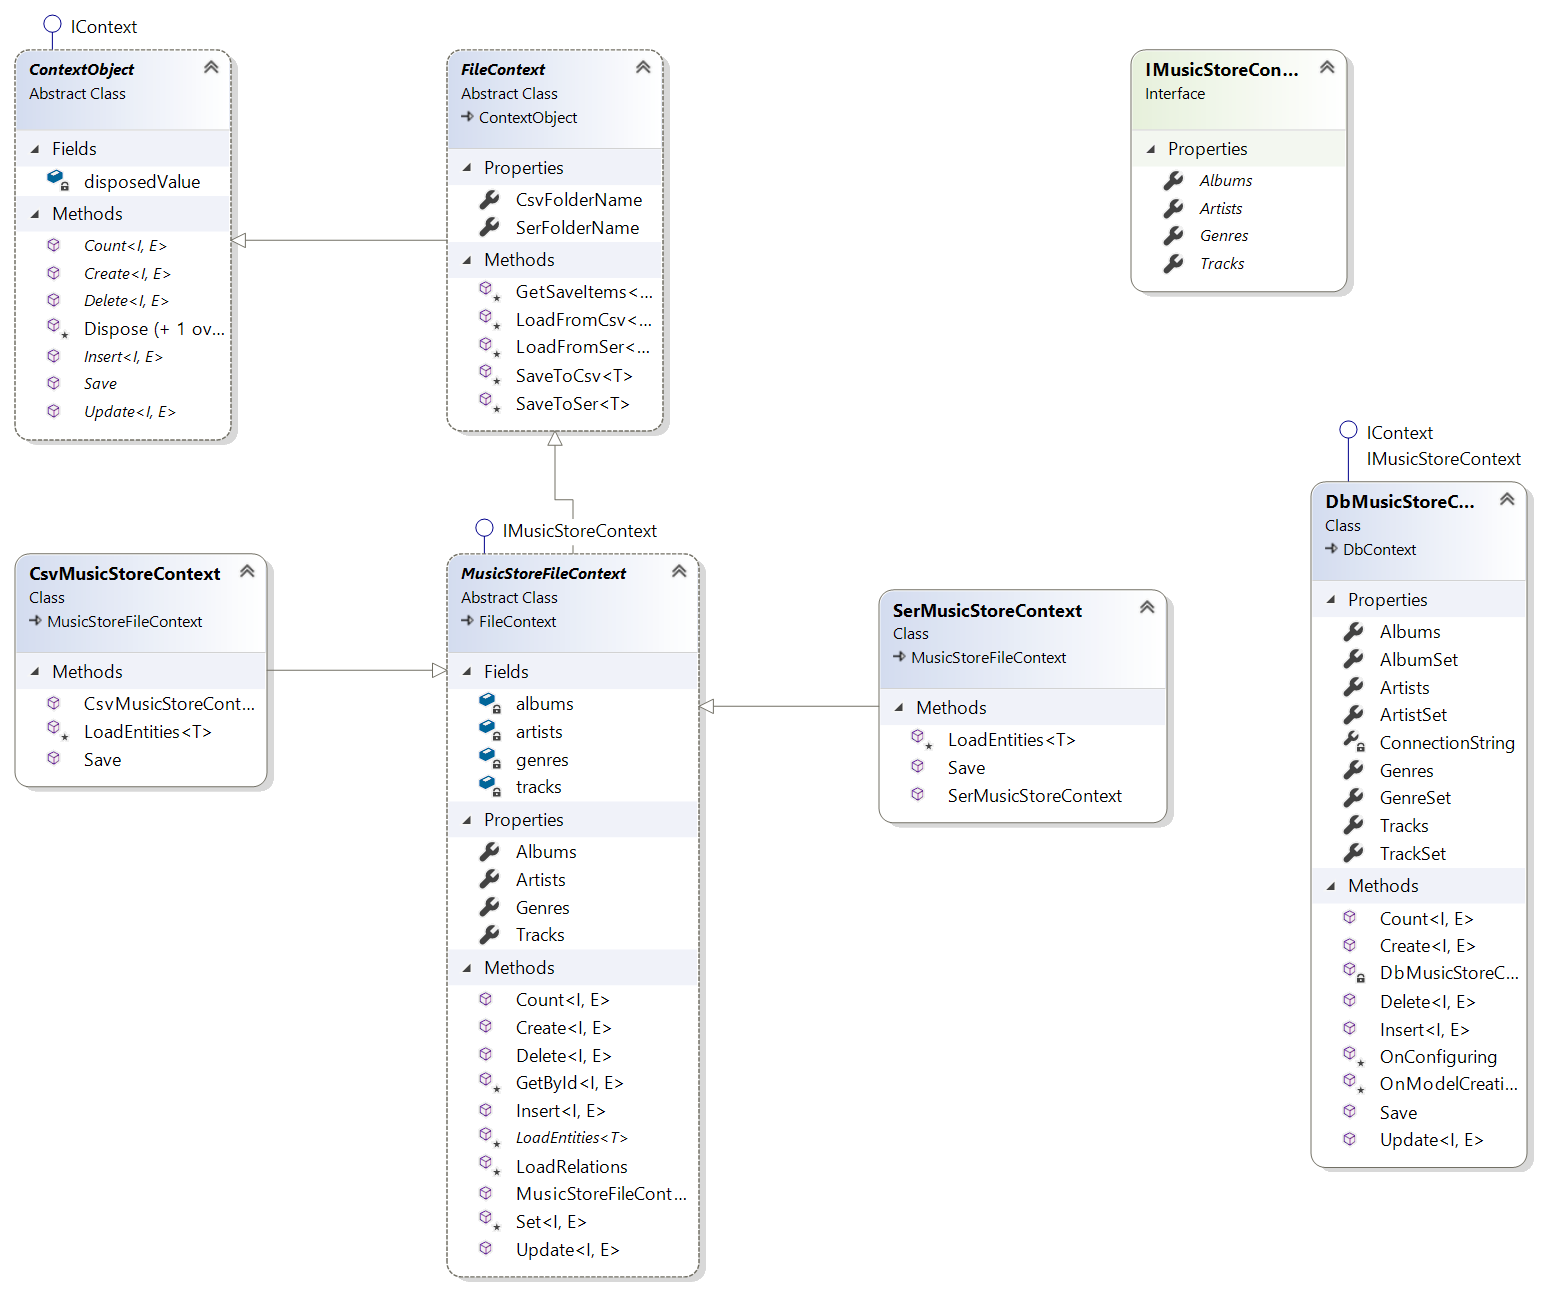 IContext
ContextObject
Abstract Class
Fields
disposedValue
Methods
Count<I, E>
Create<I, E>
Delete<I, E>
Dispose (+ 1 ov...
Insert<I, E>
Save
Update<I, E>
FileContext
Abstract Class
ContextObject
Properties
CsvFolderName
SerFolderName
Methods
GetSaveItems<...
LoadFromCsv<...
LoadFromSer<...
SaveToCsv<T>
SaveToSer<T>
IMusicStoreCon...
Interface
Properties
Albums
Artists
Genres
Tracks
CsvMusicStoreContext
Class
MusicStoreFileContext
Methods
CsvMusicStoreCont...
LoadEntities<T>
Save
IMusicStoreContext
MusicStoreFileContext
Abstract Class
FileContext
Fields
albums
artists
genres
tracks
Properties
Albums
Artists
Genres
Tracks
Methods
Count<I, E>
Create<I, E>
Delete<I, E>
GetById<I, E>
Insert<I, E>
LoadEntities<T>
LoadRelations
MusicStoreFileCont...
Set<I, E>
Update<I, E>
SerMusicStoreContext
Class
MusicStoreFileContext
Methods
LoadEntities<T>
Save
SerMusicStoreContext
IContext
IMusicStoreContext
DbMusicStoreC...
Class
DbContext
Properties
Albums
AlbumSet
Artists
ArtistSet
ConnectionString
Genres
GenreSet
Tracks
TrackSet
Methods
Count<I, E>
Create<I, E>
DbMusicStoreC...
Delete<I, E>
Insert<I, E>
OnConfiguring
OnModelCreati...
Save
Update<I, E>